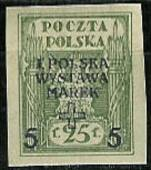 POCZTA
POLSKA
I POLSKA
WYSTAWA
MAREK
5 5
F. 25 F.